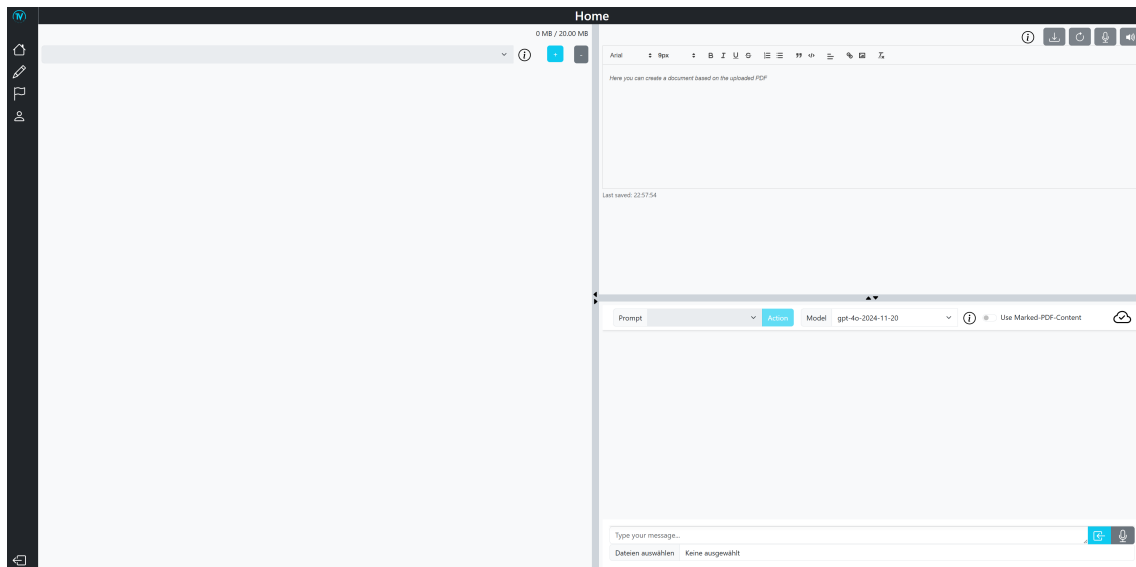 Home
0 MB / 20.00 MB
+
-
Arial 9px B I U S
Here you can create a document based on the uploaded PDF
Last saved: 22:57:54
Prompt Action Model gpt-4o-2024-11-20 Use Marked-PDF-Content
Type your message...
Dateien auswählen Keine ausgewählt